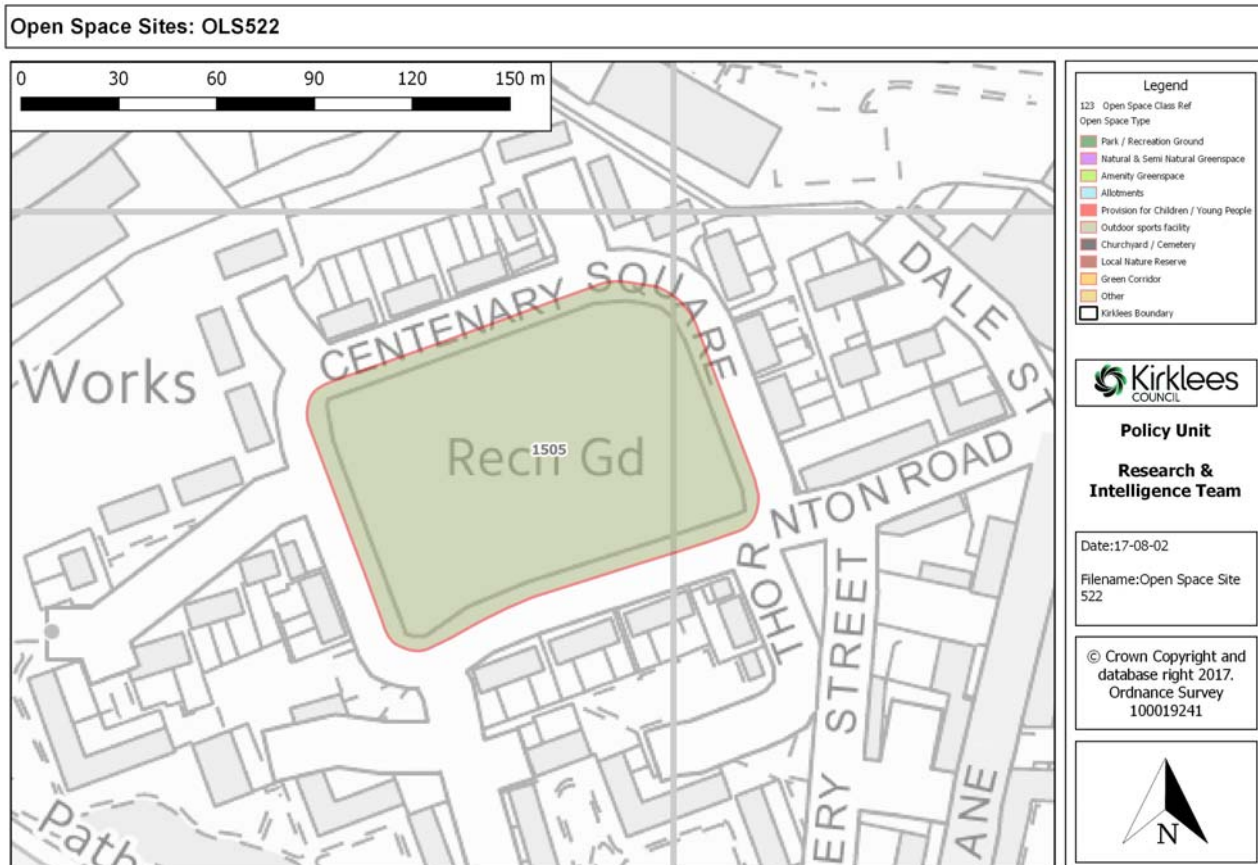 Open Space Sites: OLS522
0 30 60 90 120 150 m
CENTENARY SQUARE
DALE ST
Works
Recn Gd
1505
THORNTON ROAD
ERY STREET
ANE
Path
Legend
123 Open Space Class Ref
Open Space Type
Park / Recreation Ground
Natural & Semi Natural Greenspace
Amenity Greenspace
Allotments
Provision for Children / Young People
Outdoor sports facility
Churchyard / Cemetery
Local Nature Reserve
Green Corridor
Other
Kirklees Boundary
Kirklees
COUNCIL
Policy Unit
Research &
Intelligence Team
Date:17-08-02
Filename:Open Space Site
522
© Crown Copyright and
database right 2017.
Ordnance Survey
100019241
N